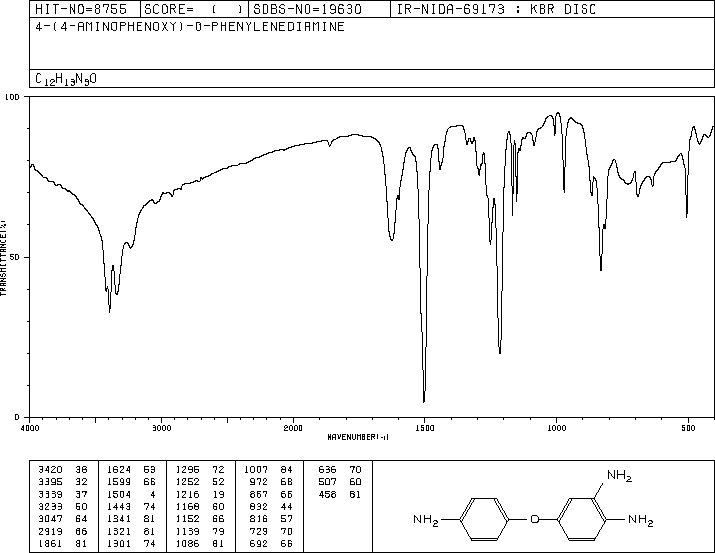 HIT-NO=8755 SCORE= ( ) SDBS-NO=19630 IR-NIDA-69173 : KBR DISC
4-(4-AMINOPHENOXY)-O-PHENYLENEDIAMINE
C12H13N3O
100
50
0
TRANSMITTANCE(%)
4000 3000 2000 1500 1000 500
WAVENUMBER(-1)
3420 38 1624 53 1296 72 1007 84 636 70
3395 32 1599 66 1252 52 972 68 507 60
3339 37 1504 4 1216 19 867 66 458 81
3233 50 1443 74 1168 60 832 44
3047 64 1341 81 1152 66 816 57
2919 66 1321 81 1139 79 729 70
1861 81 1301 74 1086 81 692 66
NH2
NH2
NH2
O